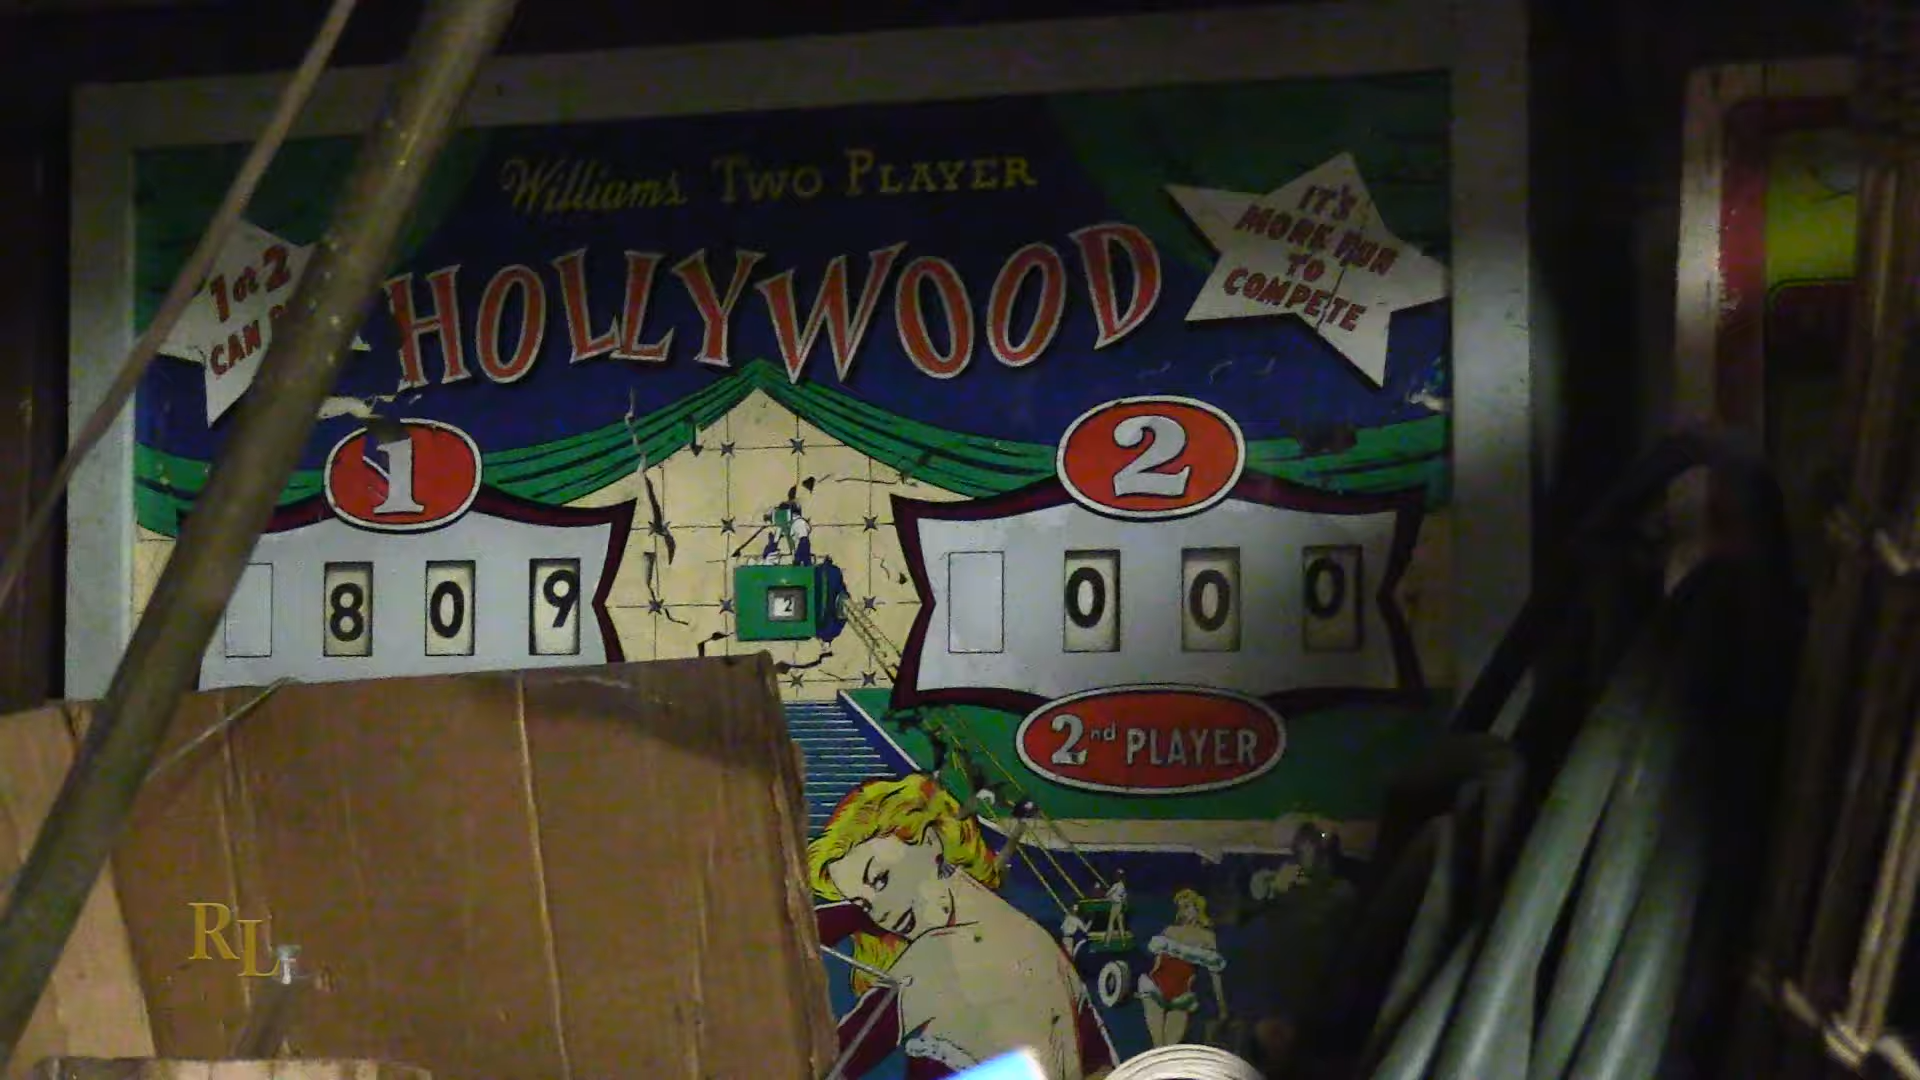 Williams TWO PLAYER
HOLLYWOOD
1 OR 2
CAN
IT'S
MORE FUN
TO
COMPETE
1
2
8 0 9
2
0 0 0
2nd PLAYER
RL